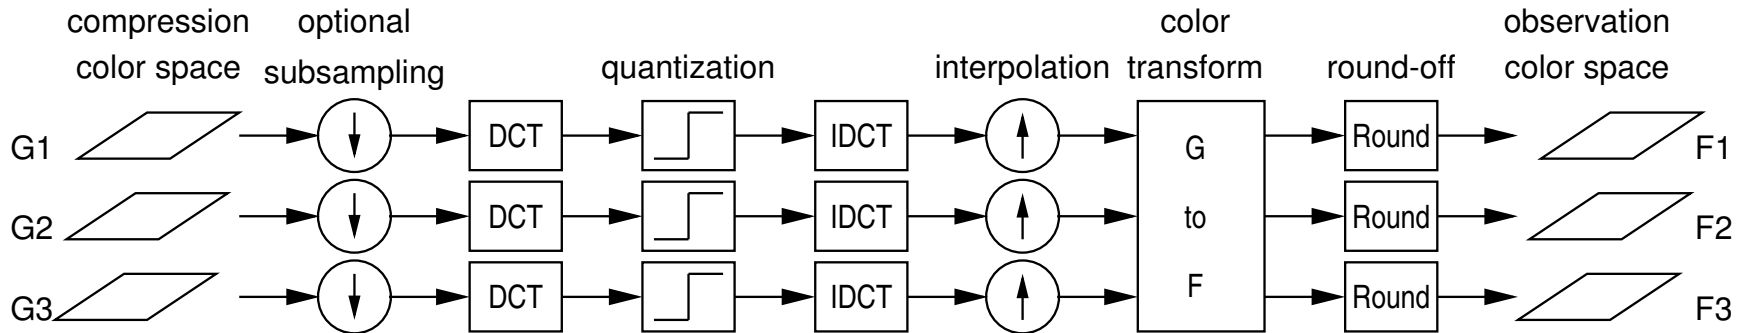 compression optional color observation
color space subsampling quantization interpolation transform round-off color space
G1 DCT IDCT G Round F1
G2 DCT IDCT to Round F2
G3 DCT IDCT F Round F3